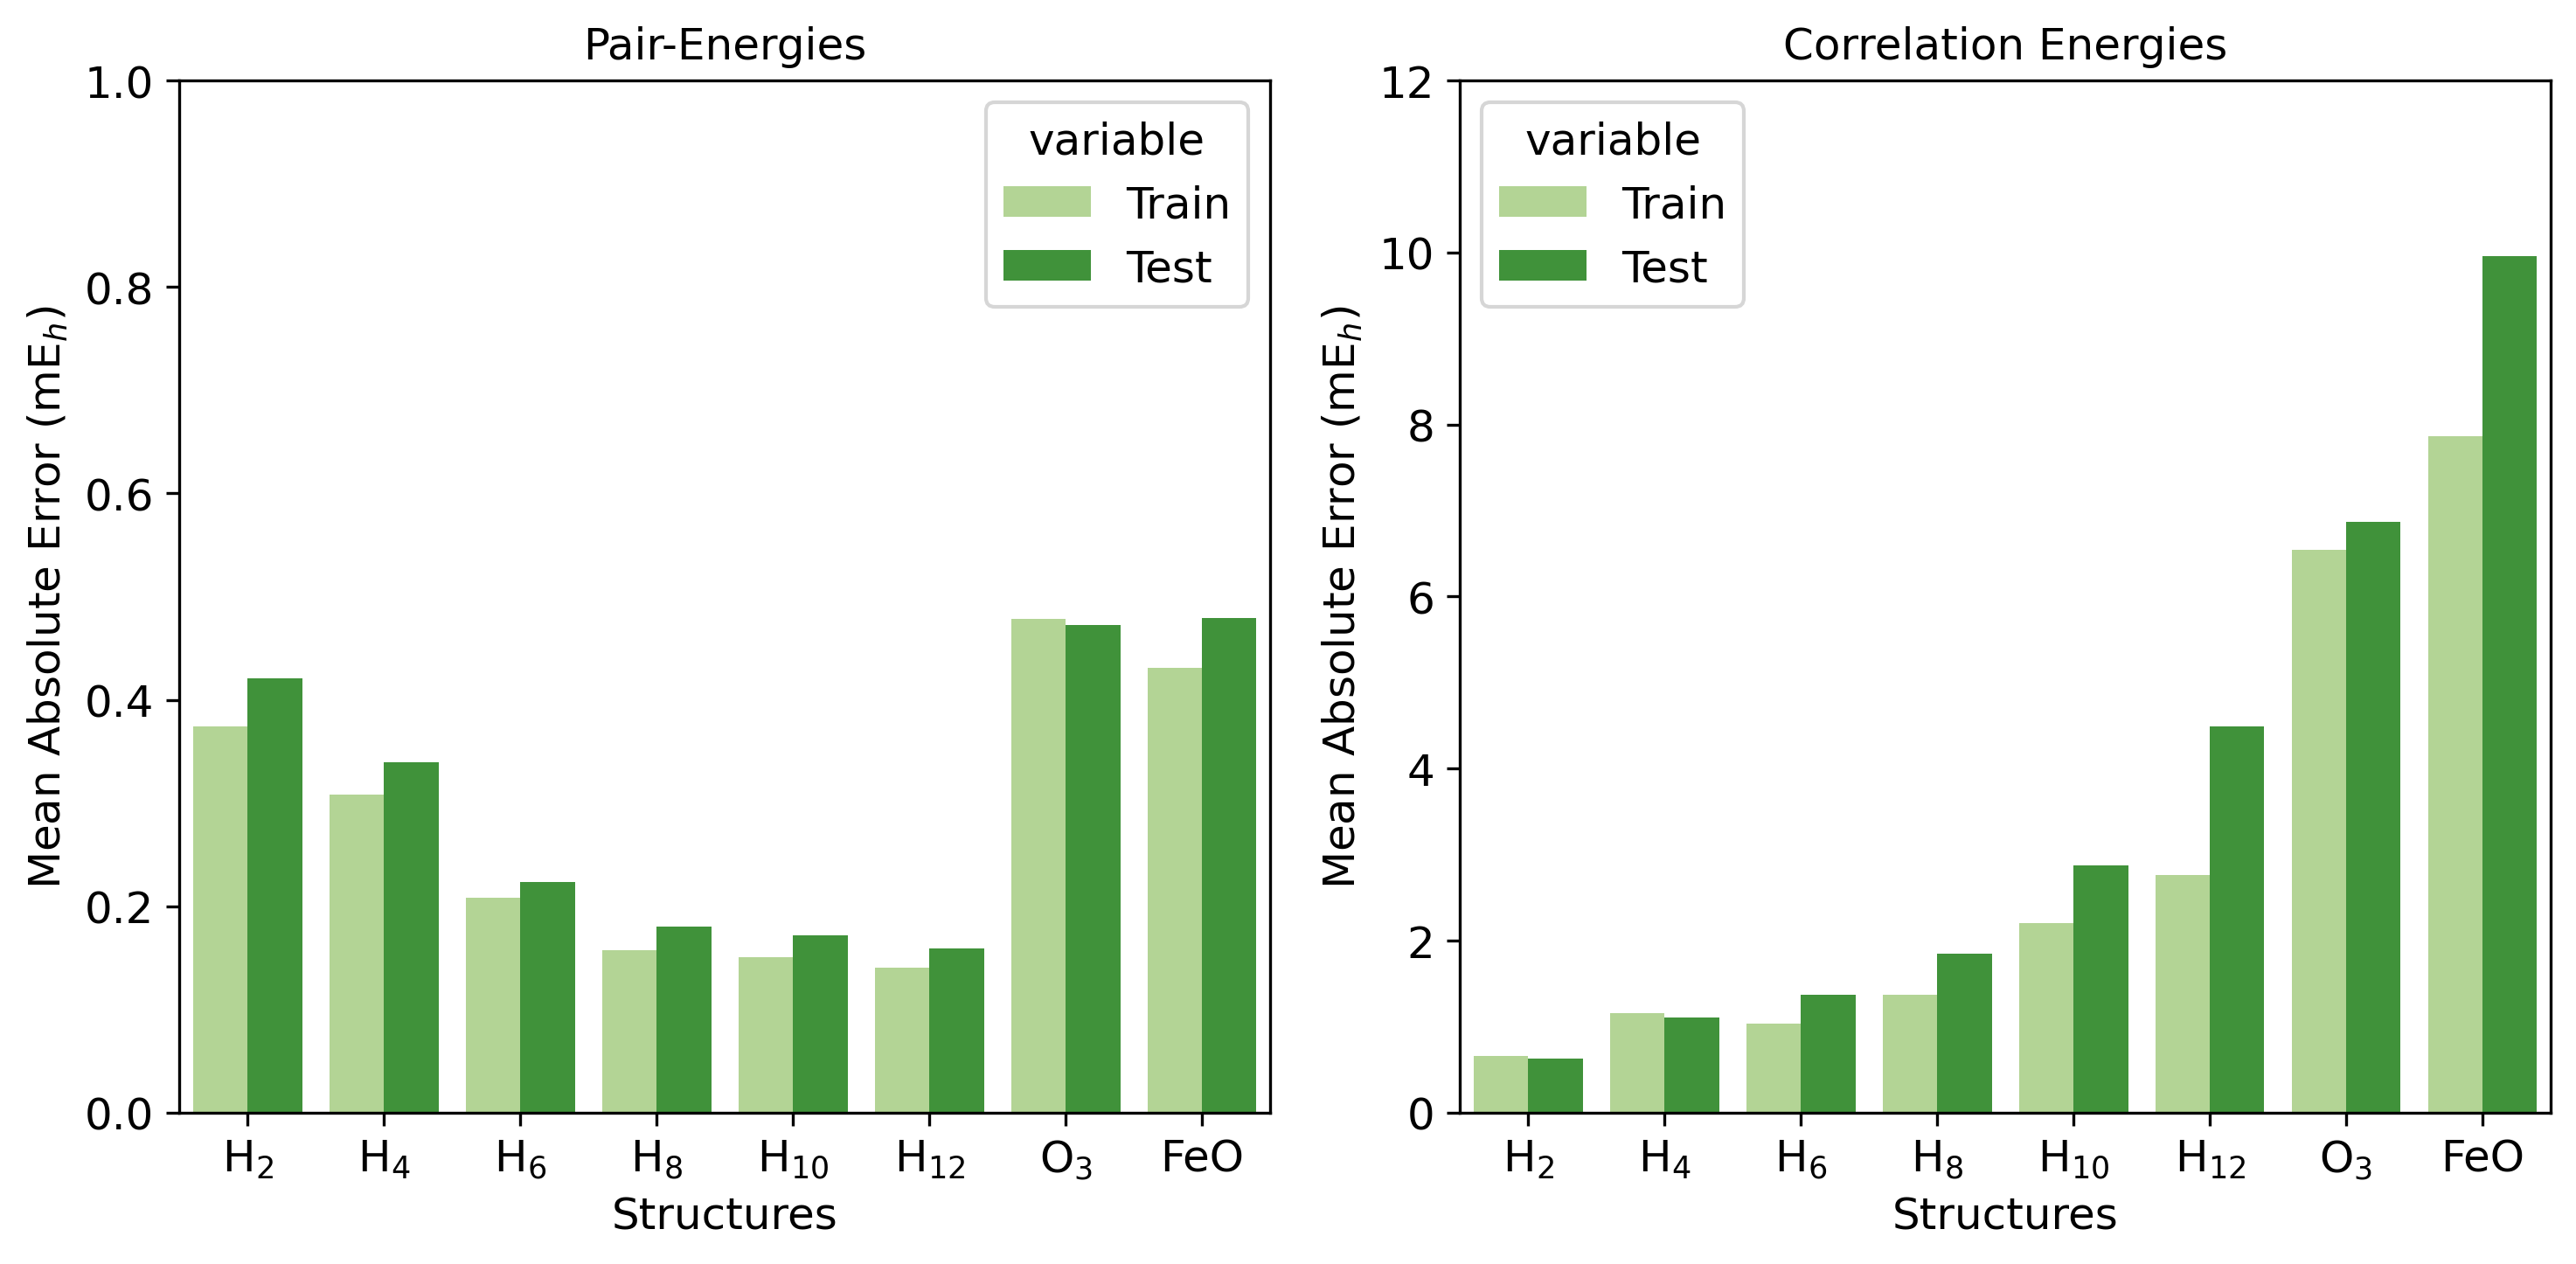 Pair-Energies
1.0
0.8
0.6
0.4
0.2
0.0
Mean Absolute Error (mE_h)
variable
Train
Test
H₂ H₄ H₆ H₈ H₁₀ H₁₂ O₃ FeO
Structures
Correlation Energies
12
10
8
6
4
2
0
Mean Absolute Error (mE_h)
variable
Train
Test
H₂ H₄ H₆ H₈ H₁₀ H₁₂ O₃ FeO
Structures